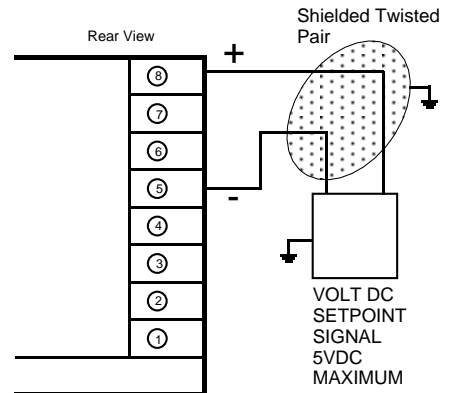 Shielded Twisted
Pair
Rear View
+
8
7
6
5
-
4
3
2
1
VOLT DC
SETPOINT
SIGNAL
5VDC
MAXIMUM